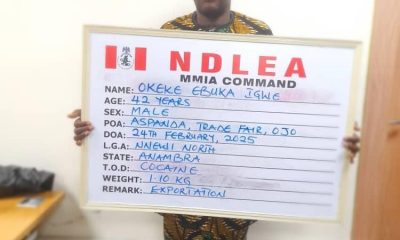 NDLEA
MMIA COMMAND
NAME: OKEKE EBUKA IGWE
AGE: 42 YEARS
SEX: MALE
POA: ASPANDA, TRADE FAIR, OJO
DOA: 24TH FEBRUARY, 2025
L.G.A: NNEWI NORTH
STATE: ANAMBRA
T.O.D: COCAINE
WEIGHT: 1.10 KG
REMARK: EXPORTATION